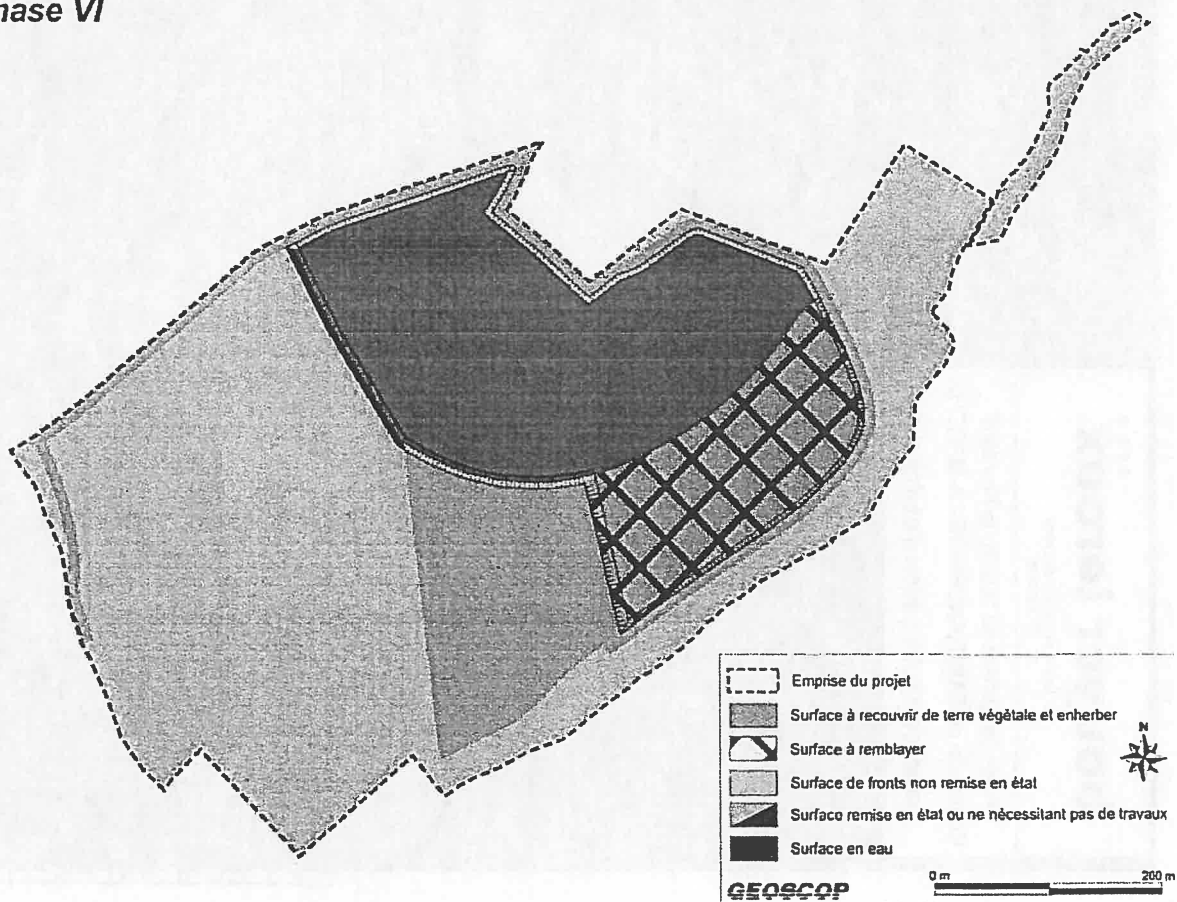 hase VI
Emprise du projet
Surface à recouvrir de terre végétale et enherber
Surface à remblayer
N
Surface de fronts non remise en état
Surface remise en état ou ne nécessitant pas de travaux
Surface en eau
GEOSCOP
0 m 200 m